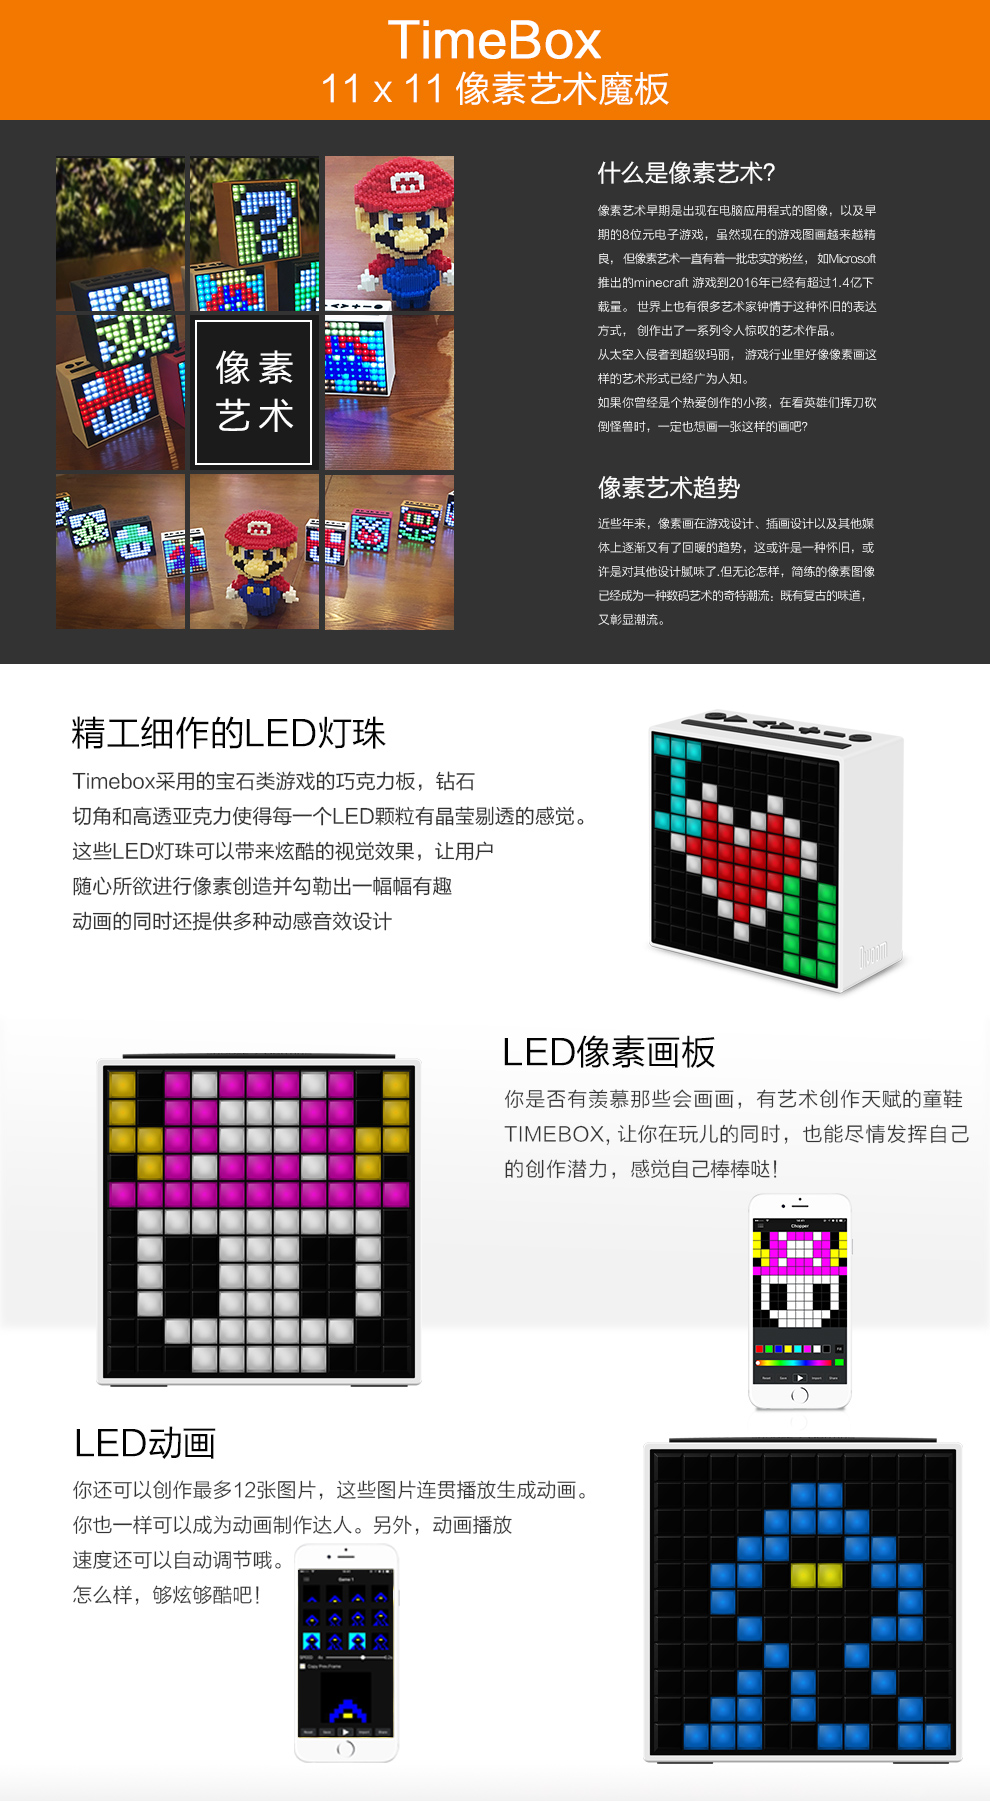 TimeBox
11 x 11 像素艺术魔板
像素
艺术
什么是像素艺术?
像素艺术早期是出现在电脑应用程式的图像，以及早
期的8位元电子游戏，虽然现在的游戏图画越来越精
良， 但像素艺术一直有着一批忠实的粉丝， 如Microsoft
推出的minecraft 游戏到2016年已经有超过1.4亿下
载量。 世界上也有很多艺术家钟情于这种怀旧的表达
方式， 创作出了一系列令人惊叹的艺术作品。
从太空入侵者到超级玛丽， 游戏行业里好像像素画这
样的艺术形式已经广为人知。
如果你曾经是个热爱创作的小孩，在看英雄们挥刀砍
倒怪兽时，一定也想画一张这样的画吧?
像素艺术趋势
近些年来，像素画在游戏设计、插画设计以及其他媒
体上逐渐又有了回暖的趋势，这或许是一种怀旧，或
许是对其他设计腻味了.但无论怎样，简练的像素图像
已经成为一种数码艺术的奇特潮流；既有复古的味道，
又彰显潮流。
精工细作的LED灯珠
Timebox采用的宝石类游戏的巧克力板，钻石
切角和高透亚克力使得每一个LED颗粒有晶莹剔透的感觉。
这些LED灯珠可以带来炫酷的视觉效果，让用户
随心所欲进行像素创造并勾勒出一幅幅有趣
动画的同时还提供多种动感音效设计
Divoom
LED像素画板
你是否有羡慕那些会画画，有艺术创作天赋的童鞋
TIMEBOX, 让你在玩儿的同时，也能尽情发挥自己
的创作潜力，感觉自己棒棒哒！
Chopper
Reset Save Import Share
LED动画
你还可以创作最多12张图片，这些图片连贯播放生成动画。
你也一样可以成为动画制作达人。另外，动画播放
速度还可以自动调节哦。
怎么样，够炫够酷吧！
Game 1
SPEED
Copy Prev.Frame
Reset Save Import Share